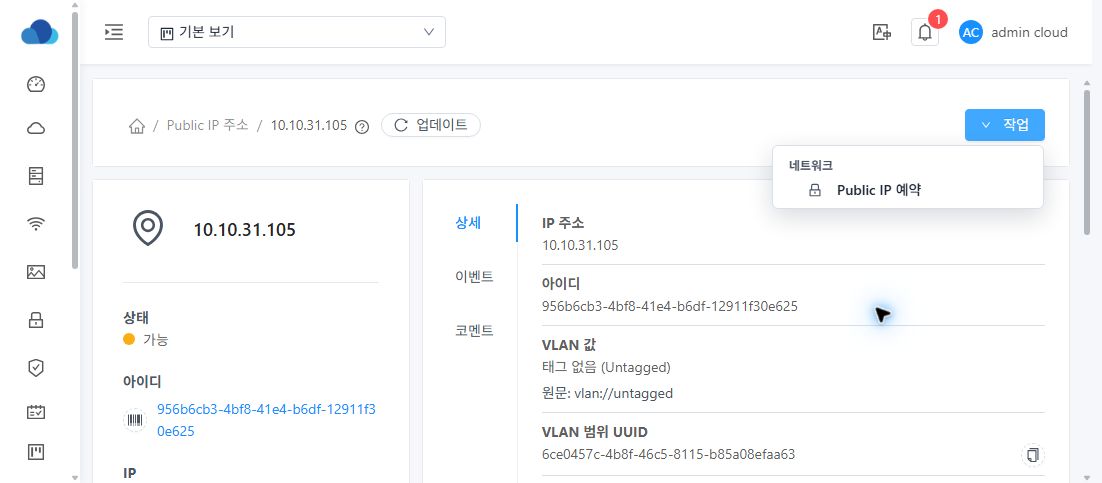 기본 보기
1
AC admin cloud
/ Public IP 주소 / 10.10.31.105 업데이트
작업
네트워크
Public IP 예약
10.10.31.105
상태
가능
아이디
956b6cb3-4bf8-41e4-b6df-12911f3
0e625
IP
상세
이벤트
코멘트
IP 주소
10.10.31.105
아이디
956b6cb3-4bf8-41e4-b6df-12911f30e625
VLAN 값
태그 없음 (Untagged)
원문: vlan://untagged
VLAN 범위 UUID
6ce0457c-4b8f-46c5-8115-b85a08efaa63